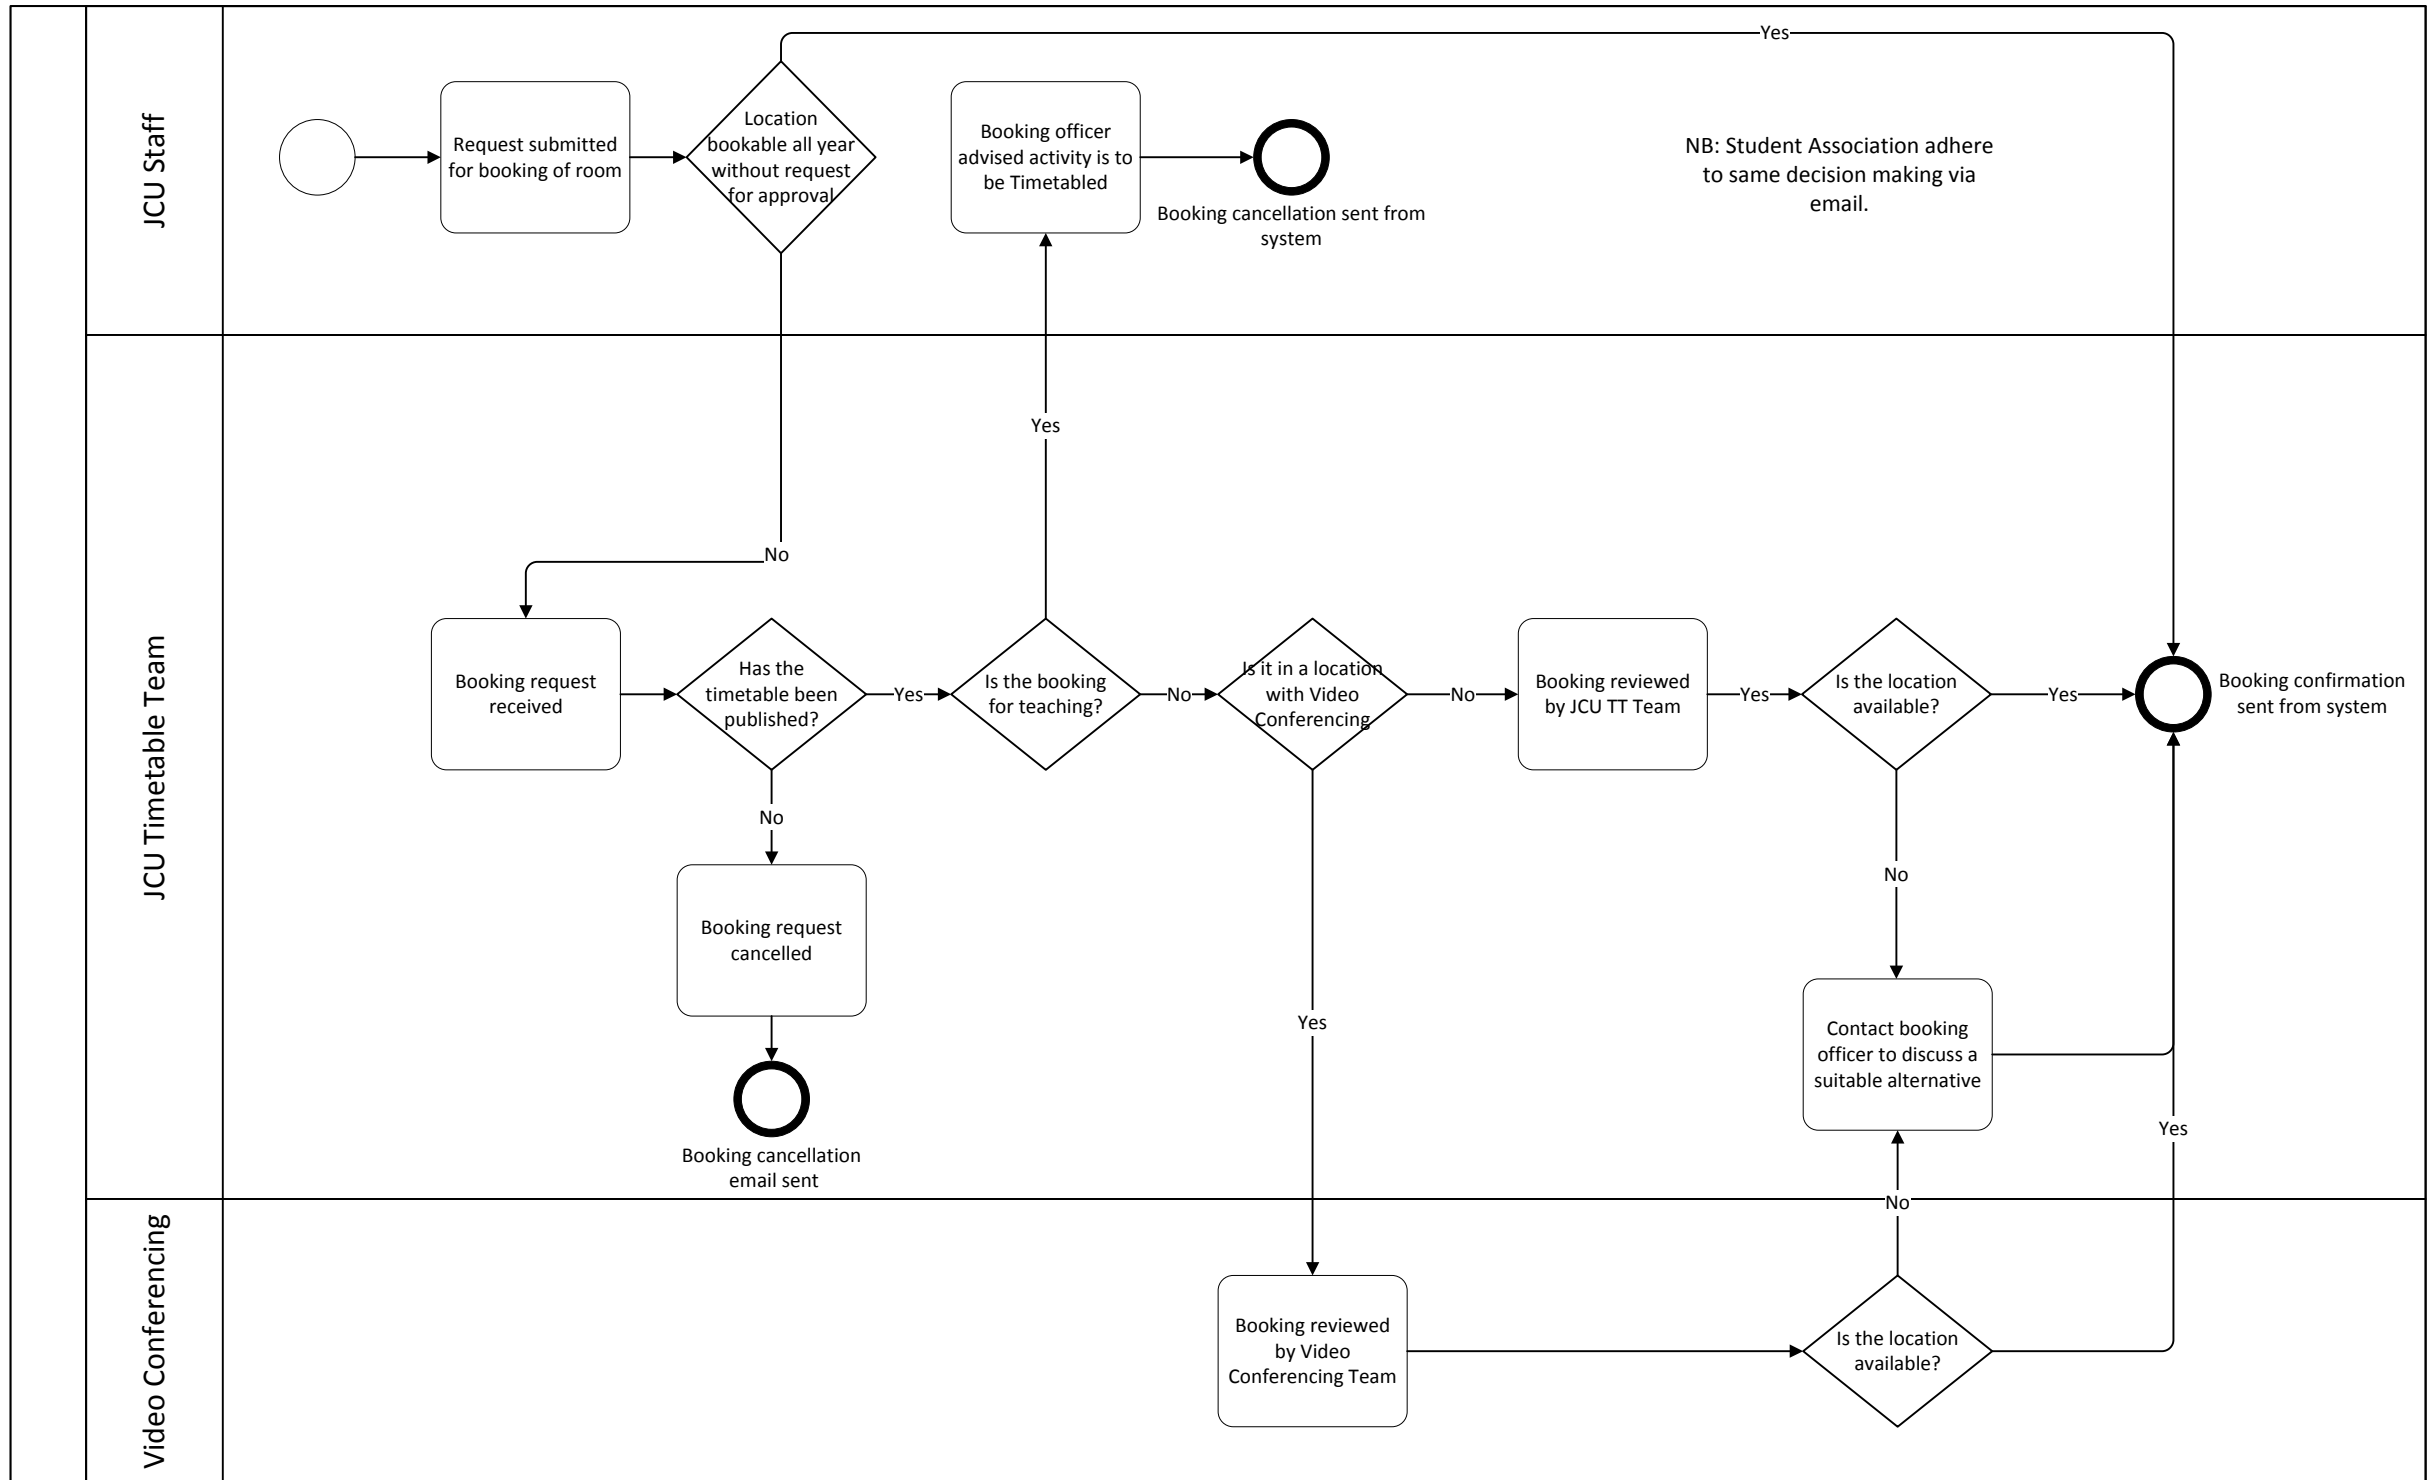 JCU Staff
Request submitted
for booking of room
Location
bookable all year
without request
for approval
Yes
Booking officer
advised activity is to
be Timetabled
Booking cancellation sent from
system
NB: Student Association adhere
to same decision making via
email.
JCU Timetable Team
No
Yes
Booking request
received
Has the
timetable been
published?
Yes
Is the booking
for teaching?
No
Is it in a location
with Video
Conferencing
No
Booking reviewed
by JCU TT Team
Yes
Is the location
available?
Yes
Booking confirmation
sent from system
No
Booking request
cancelled
Booking cancellation
email sent
Yes
No
Contact booking
officer to discuss a
suitable alternative
Yes
Video Conferencing
No
Booking reviewed
by Video
Conferencing Team
Is the location
available?